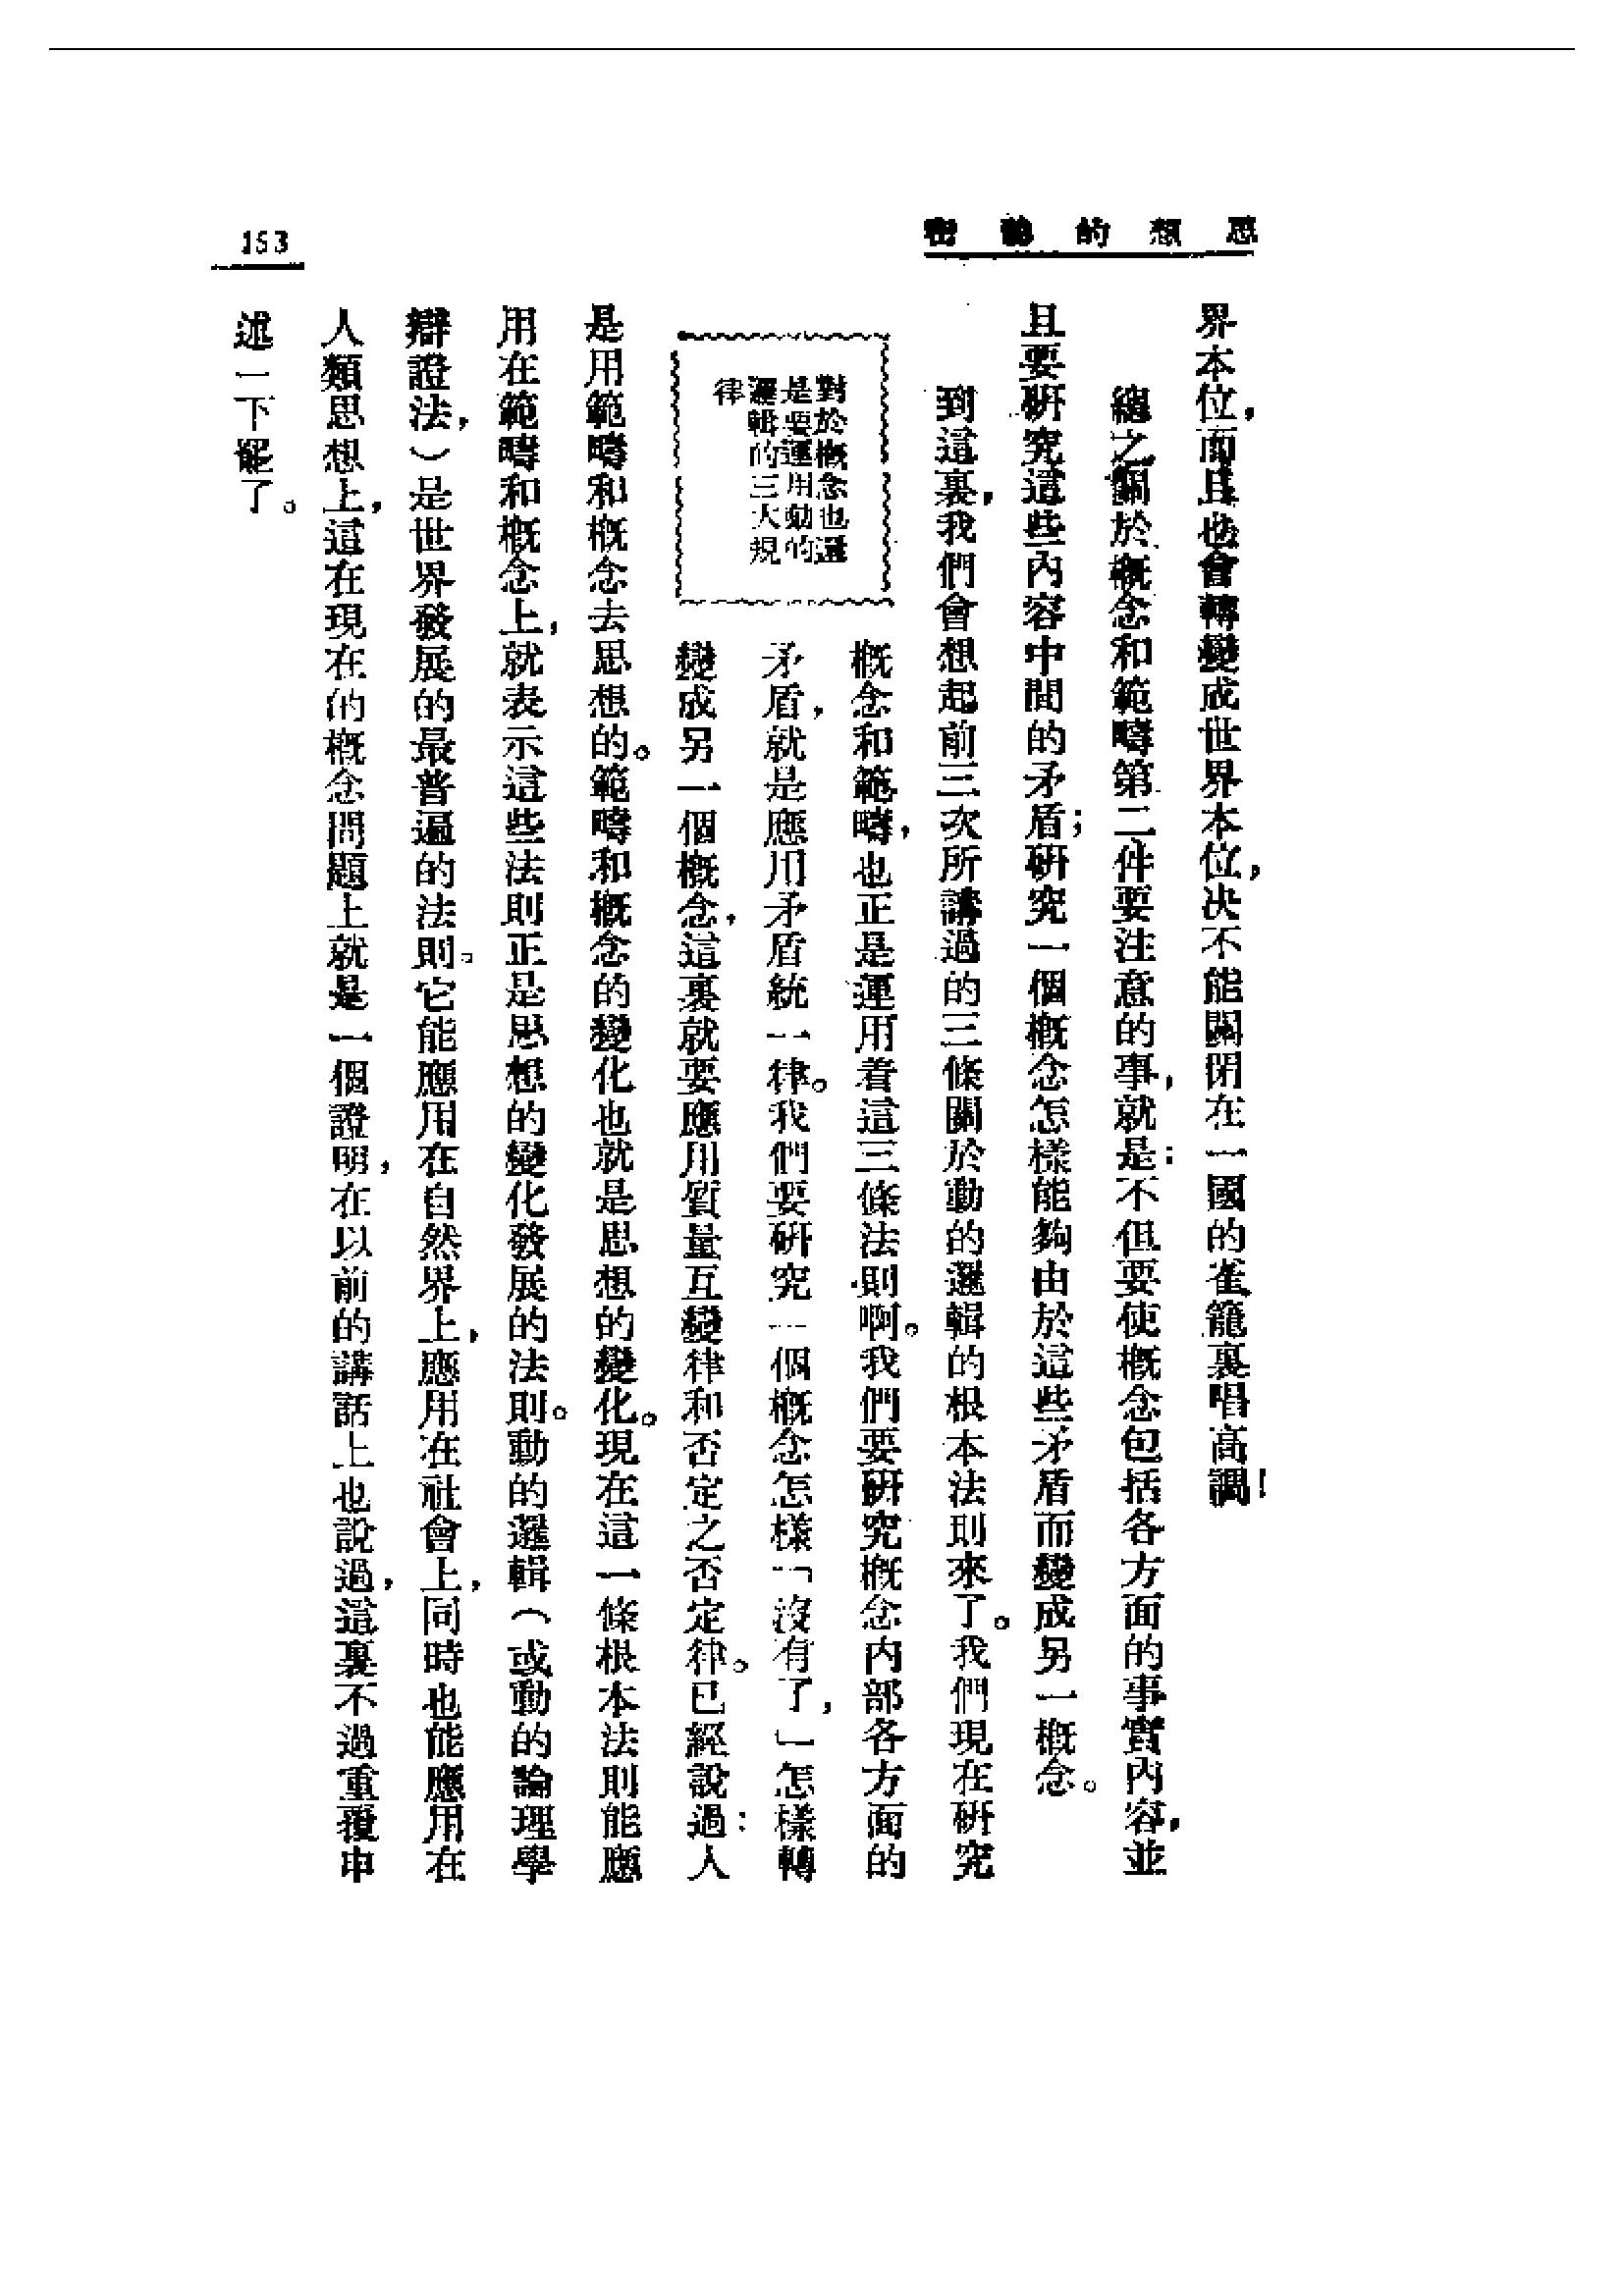 思想的秘密
153
界本位，而且也會轉變成世界本位，決不能關閉在一國的雀籠裏唱高調！
總之，關於概念和範疇第二件要注意的事，就是：不但要使概念包括各方面的事實內容，並
且要研究這些內容中間的矛盾；研究一個概念怎樣能夠由於這些矛盾而變成另一概念。
到這裏，我們會想起前三次所講過的三條關於動的邏輯的根本法則來了。我們現在研究
對於概念也還
是要運用動的
邏輯的三大規
律
概念和範疇，也正是運用着這三條法則啊。我們要研究概念內部各方面的
矛盾，就是應用矛盾統一律。我們要研究一個概念怎樣「沒有了，」怎樣轉
變成另一個概念，這裏就要應用質量互變律和否定之否定律。已經說過：人
是用範疇和概念去思想的。範疇和概念的變化也就是思想的變化。現在這一條根本法則能應
用在範疇和概念上，就表示這些法則正是思想的變化發展的法則。動的邏輯（或動的論理學
辯證法，）是世界發展的最普遍的法則。它能應用在自然界上，應用在社會上，同時也能應用在
人類思想上，這在現在的概念問題上就是一個證明，在以前的講話上也說過，這裏不過重覆申
述一下罷了。